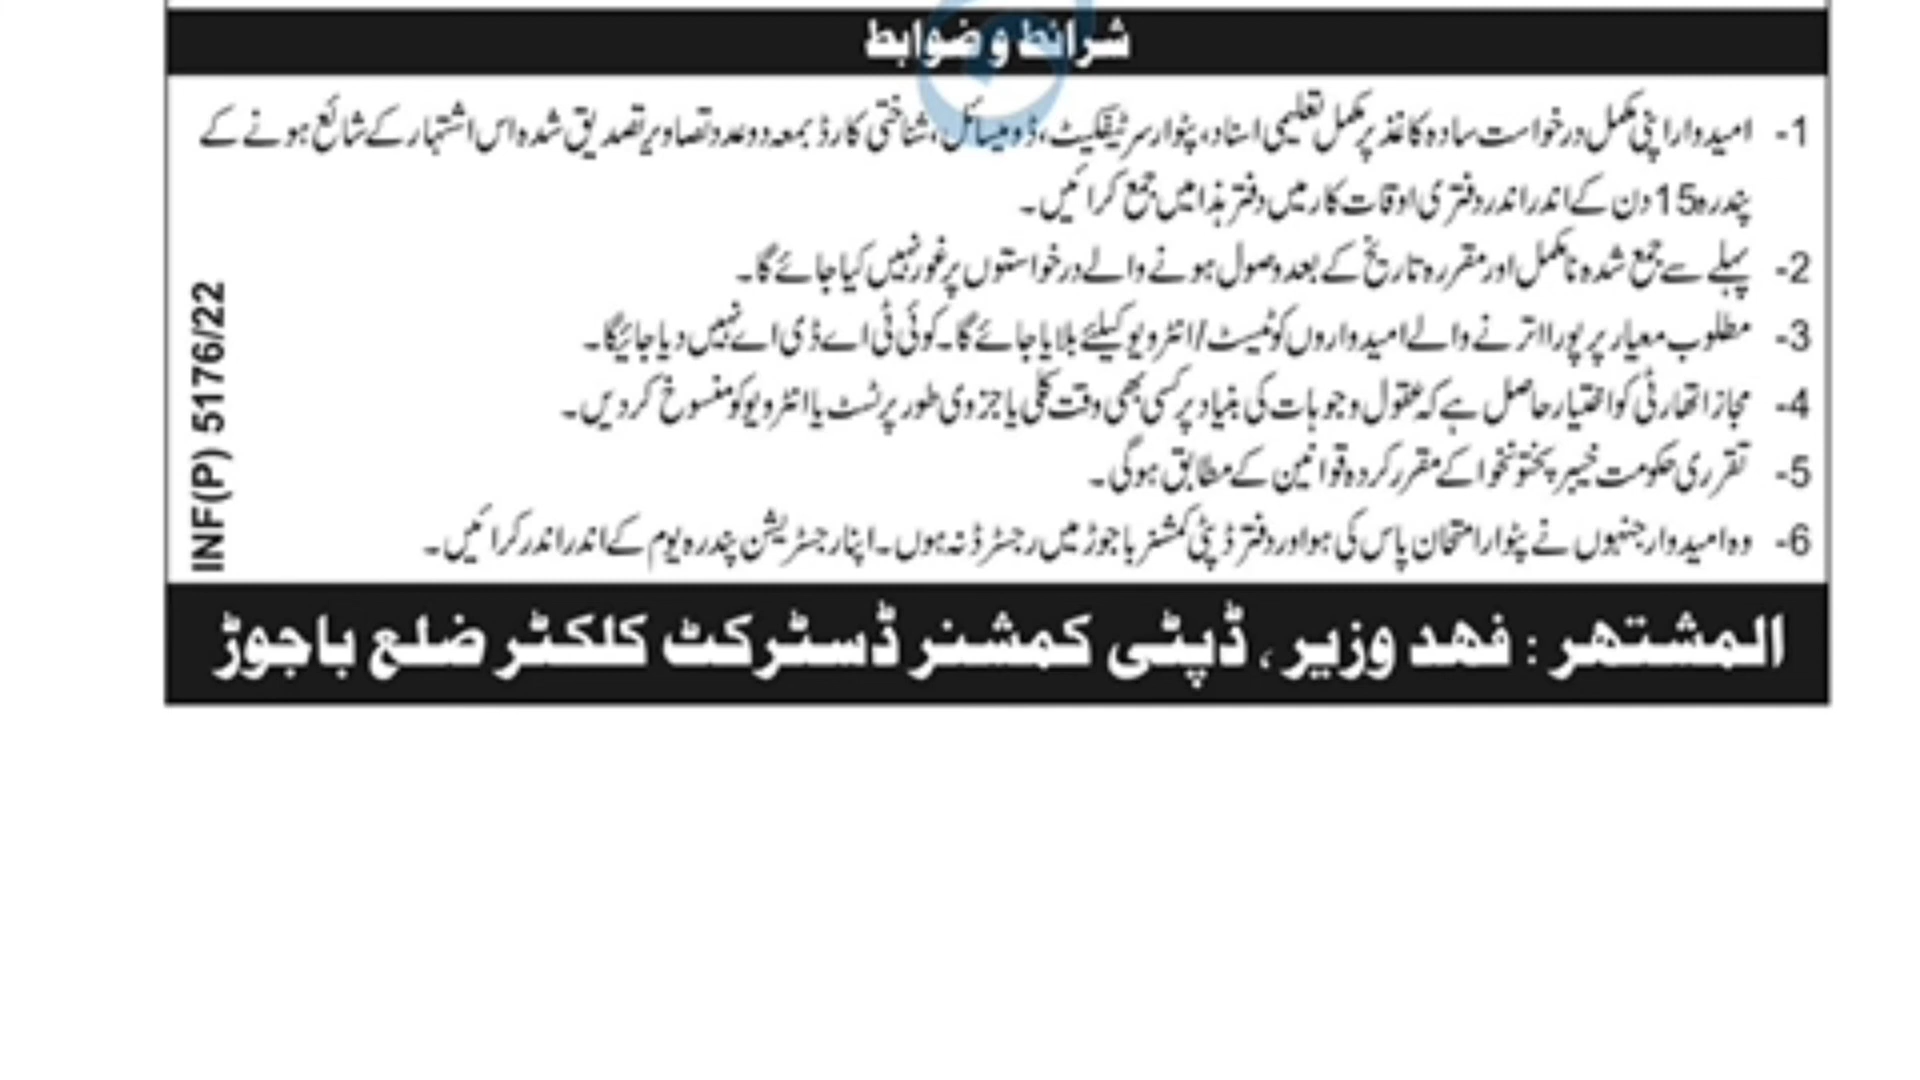 شرائط و ضوابط
1- امیدوار اپنی مکمل درخواست سادہ کاغذ پر مکمل تعلیمی اسناد، پٹوار سرٹیفکیٹ، ڈومیسائل، شناختی کارڈ بمعہ دو عدد تصاویر تصدیق شدہ اس اشتہار کے شائع ہونے کے
پندرہ 15 دن کے اندر اندر دفتری اوقات کار میں دفتر ہذا میں جمع کرائیں۔
2- پہلے سے جمع شدہ نامکمل اور مقررہ تاریخ کے بعد وصول ہونے والے درخواستوں پر غور نہیں کیا جائے گا۔
3- مطلوب معیار پر پورا اترنے والے امیدواروں کو ٹیسٹ/انٹرویو کیلئے بلایا جائے گا۔ کوئی ٹی اے ڈی اے نہیں دیا جائیگا۔
4- مجاز اتھارٹی کو اختیار حاصل ہے کہ عقول وجوہات کی بنیاد پر کسی بھی وقت کلی یا جزوی طور پر ٹسٹ یا انٹرویو کو منسوخ کر دیں۔
5- تقرری حکومت خیبر پختونخوا کے مقرر کردہ قوانین کے مطابق ہوگی۔
6- وہ امیدوار جنہوں نے پٹوار امتحان پاس کی ہو اور دفتر ڈپٹی کمشنر باجوڑ میں رجسٹرڈ نہ ہوں۔ اپنا رجسٹریشن پندرہ یوم کے اندر اندر کرائیں۔
INF(P) 5176/22
المشتھر : فھد وزیر، ڈپٹی کمشنر ڈسٹرکٹ کلکٹر ضلع باجوڑ